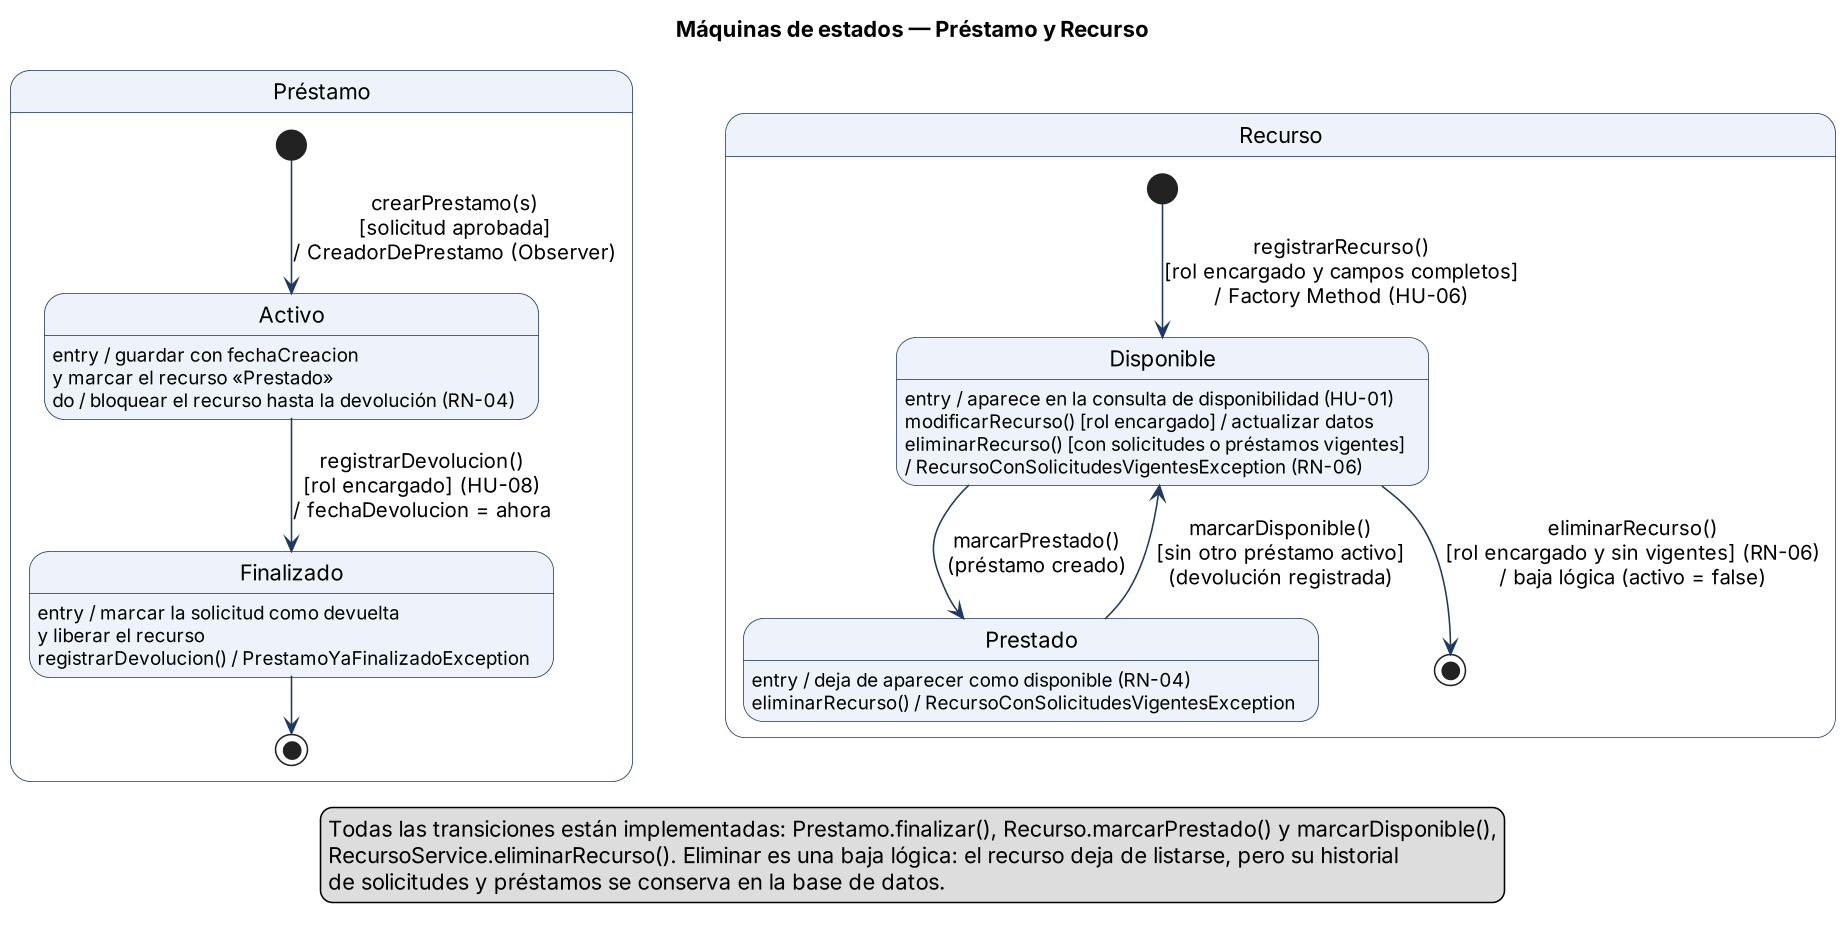 Máquinas de estados — Préstamo y Recurso
Préstamo
crearPrestamo(s)
[solicitud aprobada]
/ CreadorDePrestamo (Observer)
Activo
entry / guardar con fechaCreacion
y marcar el recurso «Prestado»
do / bloquear el recurso hasta la devolución (RN-04)
registrarDevolucion()
[rol encargado] (HU-08)
/ fechaDevolucion = ahora
Finalizado
entry / marcar la solicitud como devuelta
y liberar el recurso
registrarDevolucion() / PrestamoYaFinalizadoException
Recurso
registrarRecurso()
[rol encargado y campos completos]
/ Factory Method (HU-06)
Disponible
entry / aparece en la consulta de disponibilidad (HU-01)
modificarRecurso() [rol encargado] / actualizar datos
eliminarRecurso() [con solicitudes o préstamos vigentes]
/ RecursoConSolicitudesVigentesException (RN-06)
marcarPrestado()
(préstamo creado)
marcarDisponible()
[sin otro préstamo activo]
(devolución registrada)
eliminarRecurso()
[rol encargado y sin vigentes] (RN-06)
/ baja lógica (activo = false)
Prestado
entry / deja de aparecer como disponible (RN-04)
eliminarRecurso() / RecursoConSolicitudesVigentesException
Todas las transiciones están implementadas: Prestamo.finalizar(), Recurso.marcarPrestado() y marcarDisponible(),
RecursoService.eliminarRecurso(). Eliminar es una baja lógica: el recurso deja de listarse, pero su historial
de solicitudes y préstamos se conserva en la base de datos.